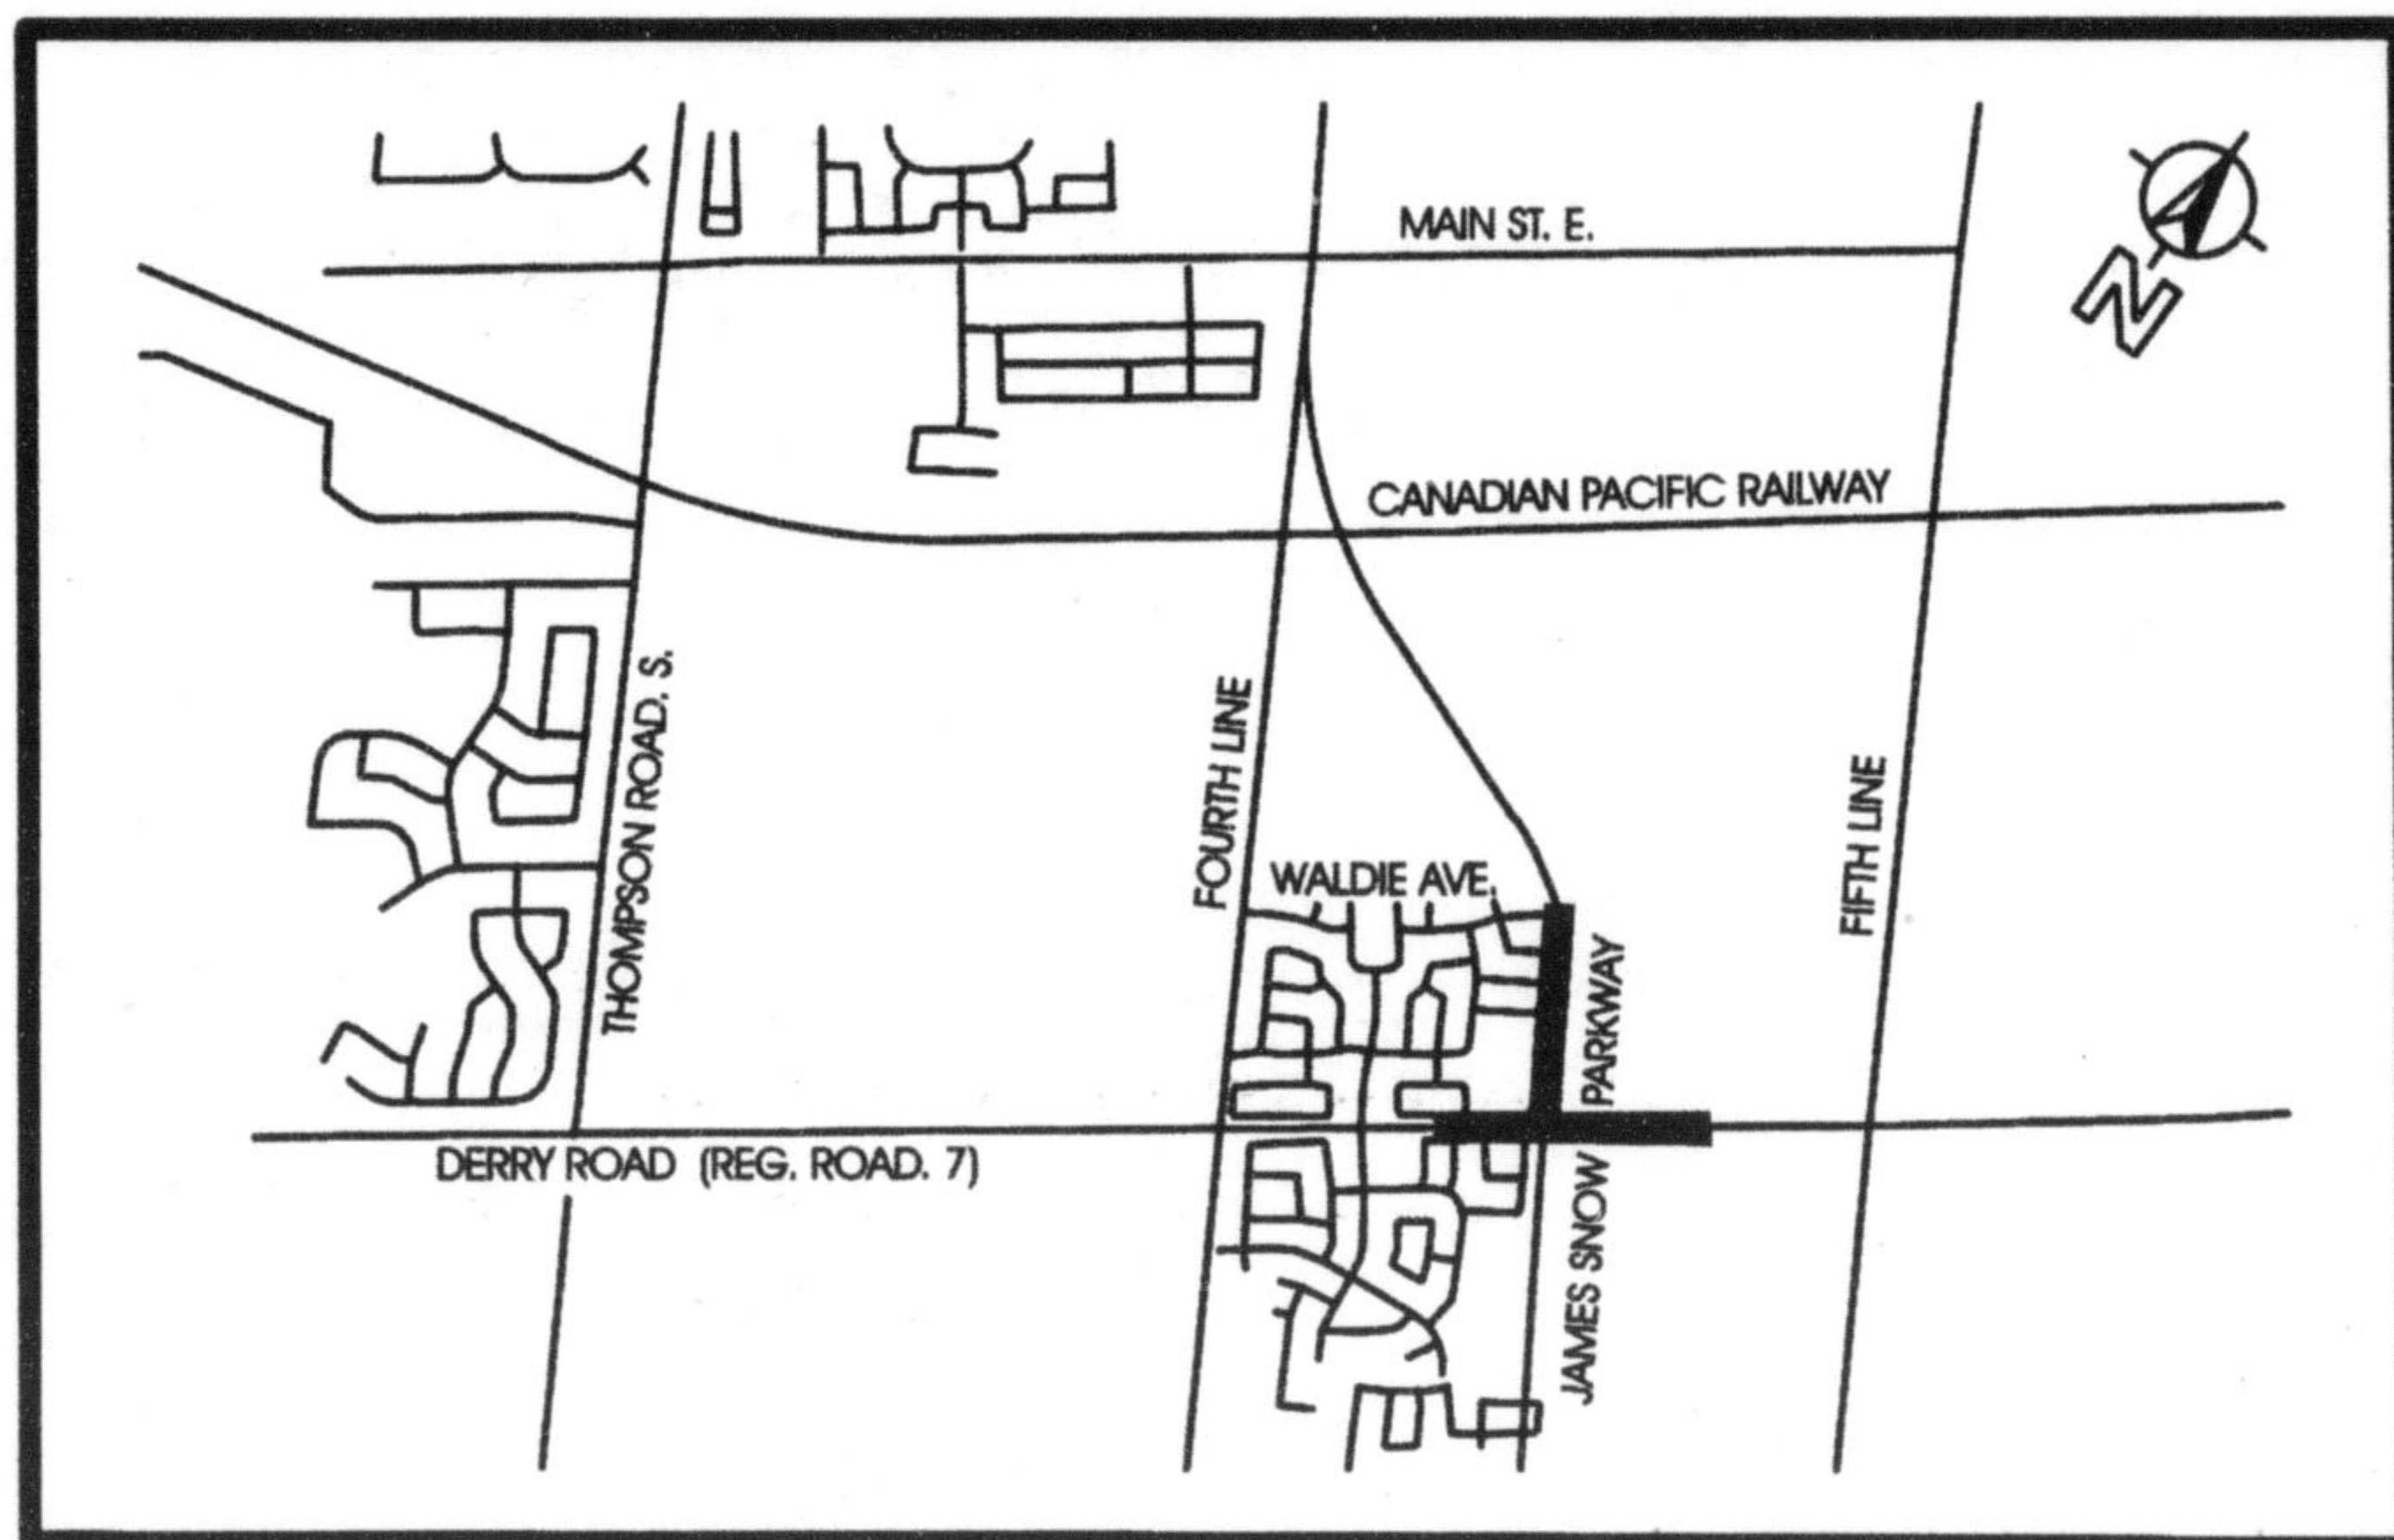 MAIN ST. E.
N
CANADIAN PACIFIC RAILWAY
THOMPSON ROAD. S.
FOURTH LINE
FIFTH LINE
WALDIE AVE.
JAMES SNOW PARKWAY
DERRY ROAD (REG. ROAD. 7)